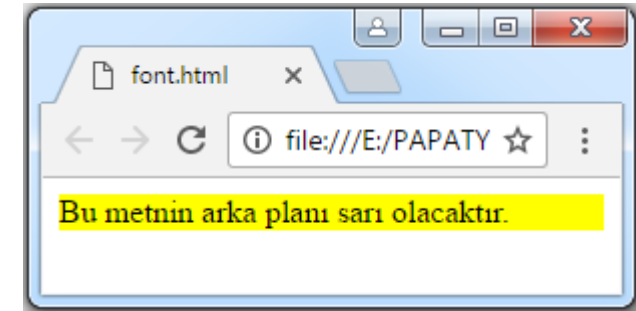 font.html
file:///E:/PAPATY
Bu metnin arka planı sarı olacaktır.